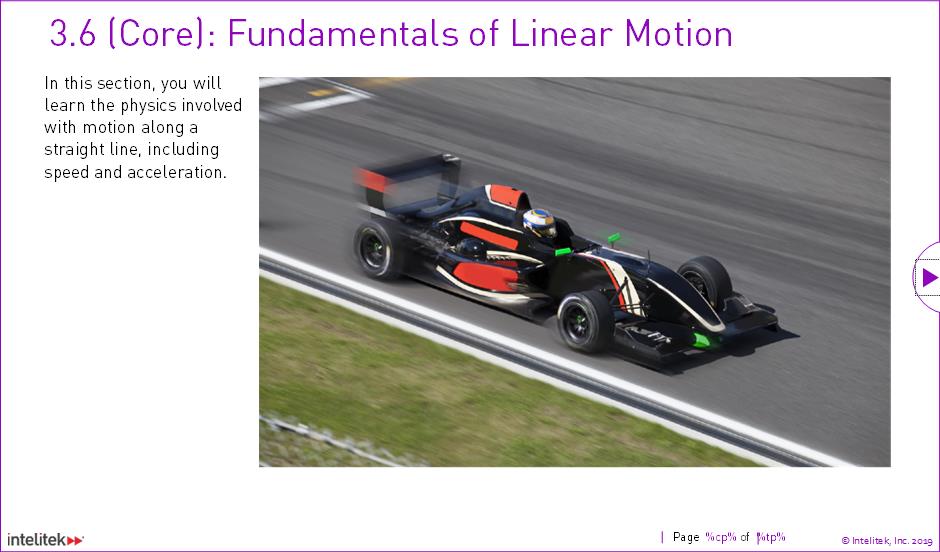 3.6 (Core): Fundamentals of Linear Motion
In this section, you will
learn the physics involved
with motion along a
straight line, including
speed and acceleration.
intelitek
| Page %cp% of %tp%
© Intelitek, Inc. 2019